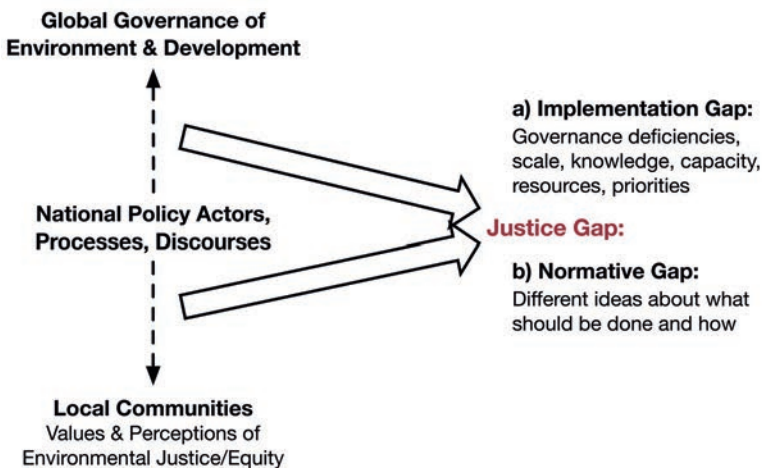 Global Governance of
Environment & Development
National Policy Actors,
Processes, Discourses
Local Communities
Values & Perceptions of
Environmental Justice/Equity
a) Implementation Gap:
Governance deficiencies,
scale, knowledge, capacity,
resources, priorities
Justice Gap:
b) Normative Gap:
Different ideas about what
should be done and how